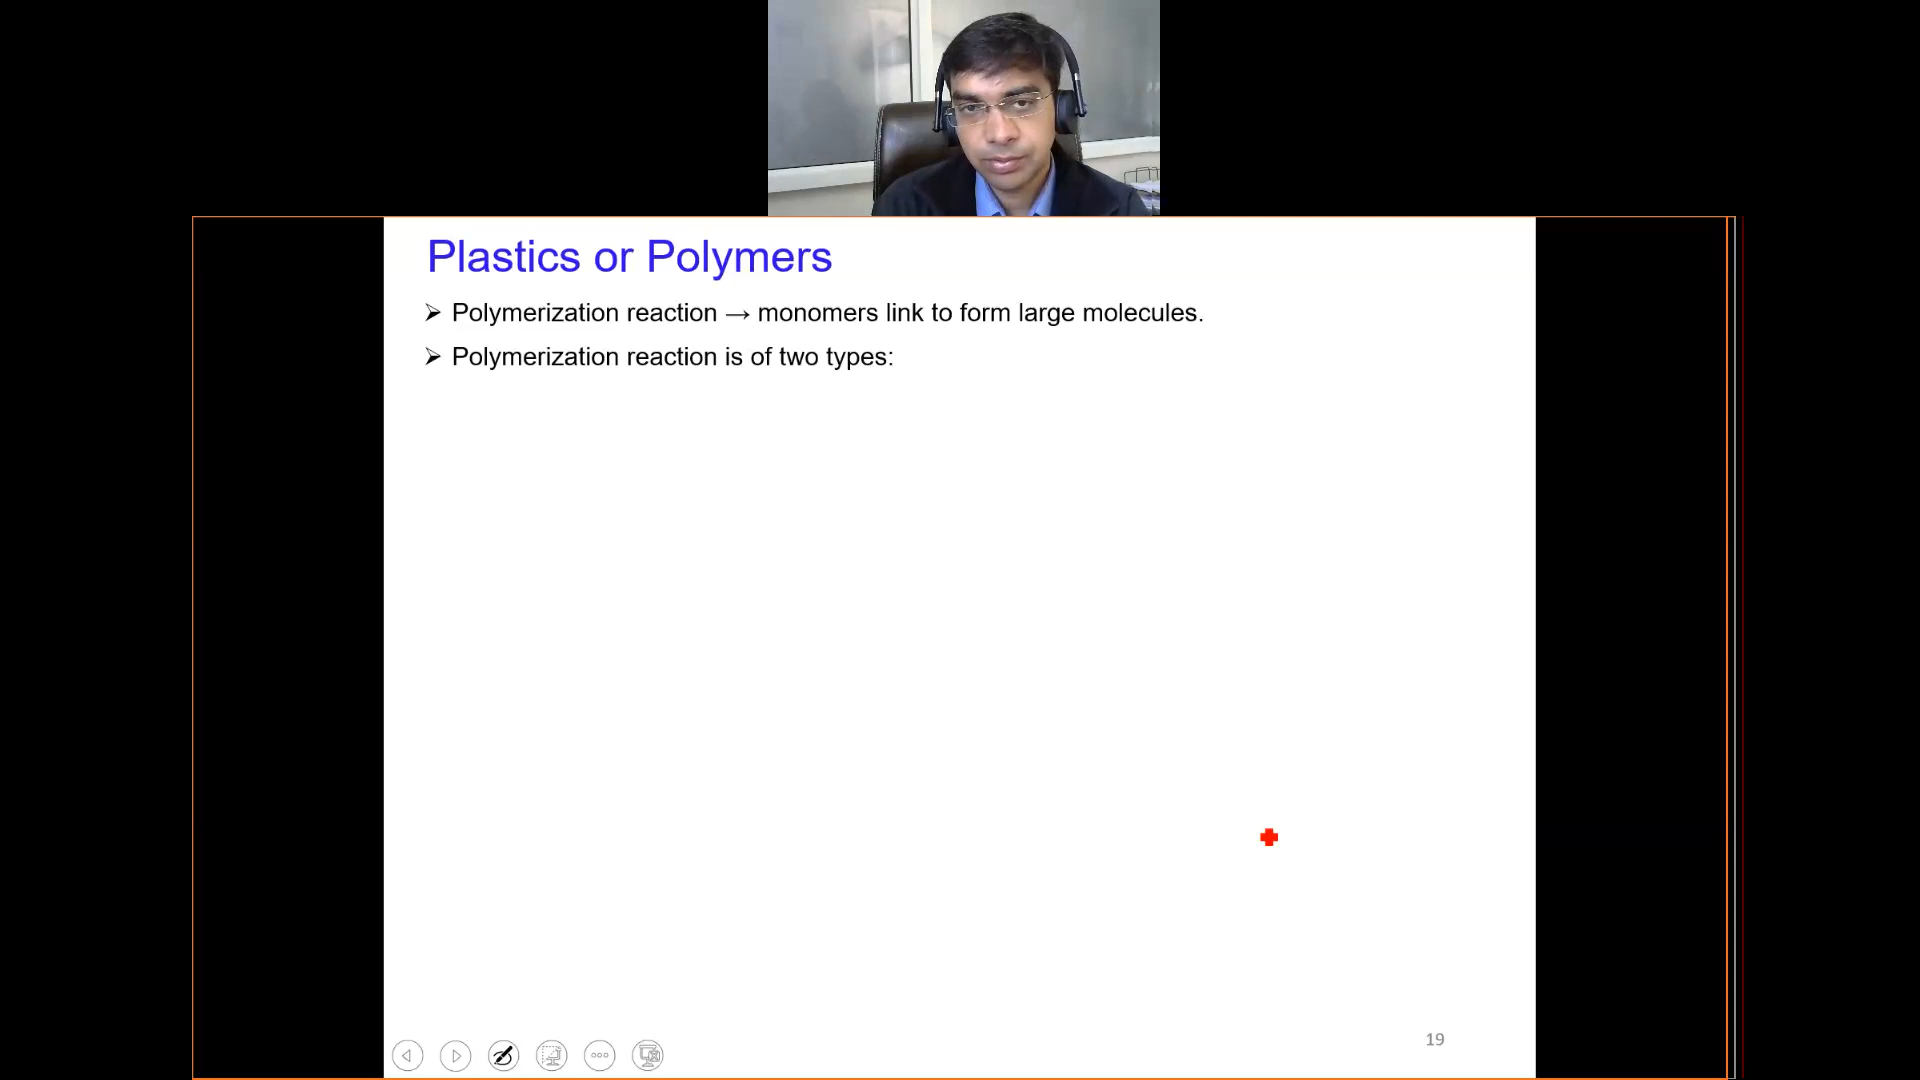 Plastics or Polymers
➢ Polymerization reaction → monomers link to form large molecules.
➢ Polymerization reaction is of two types:
19